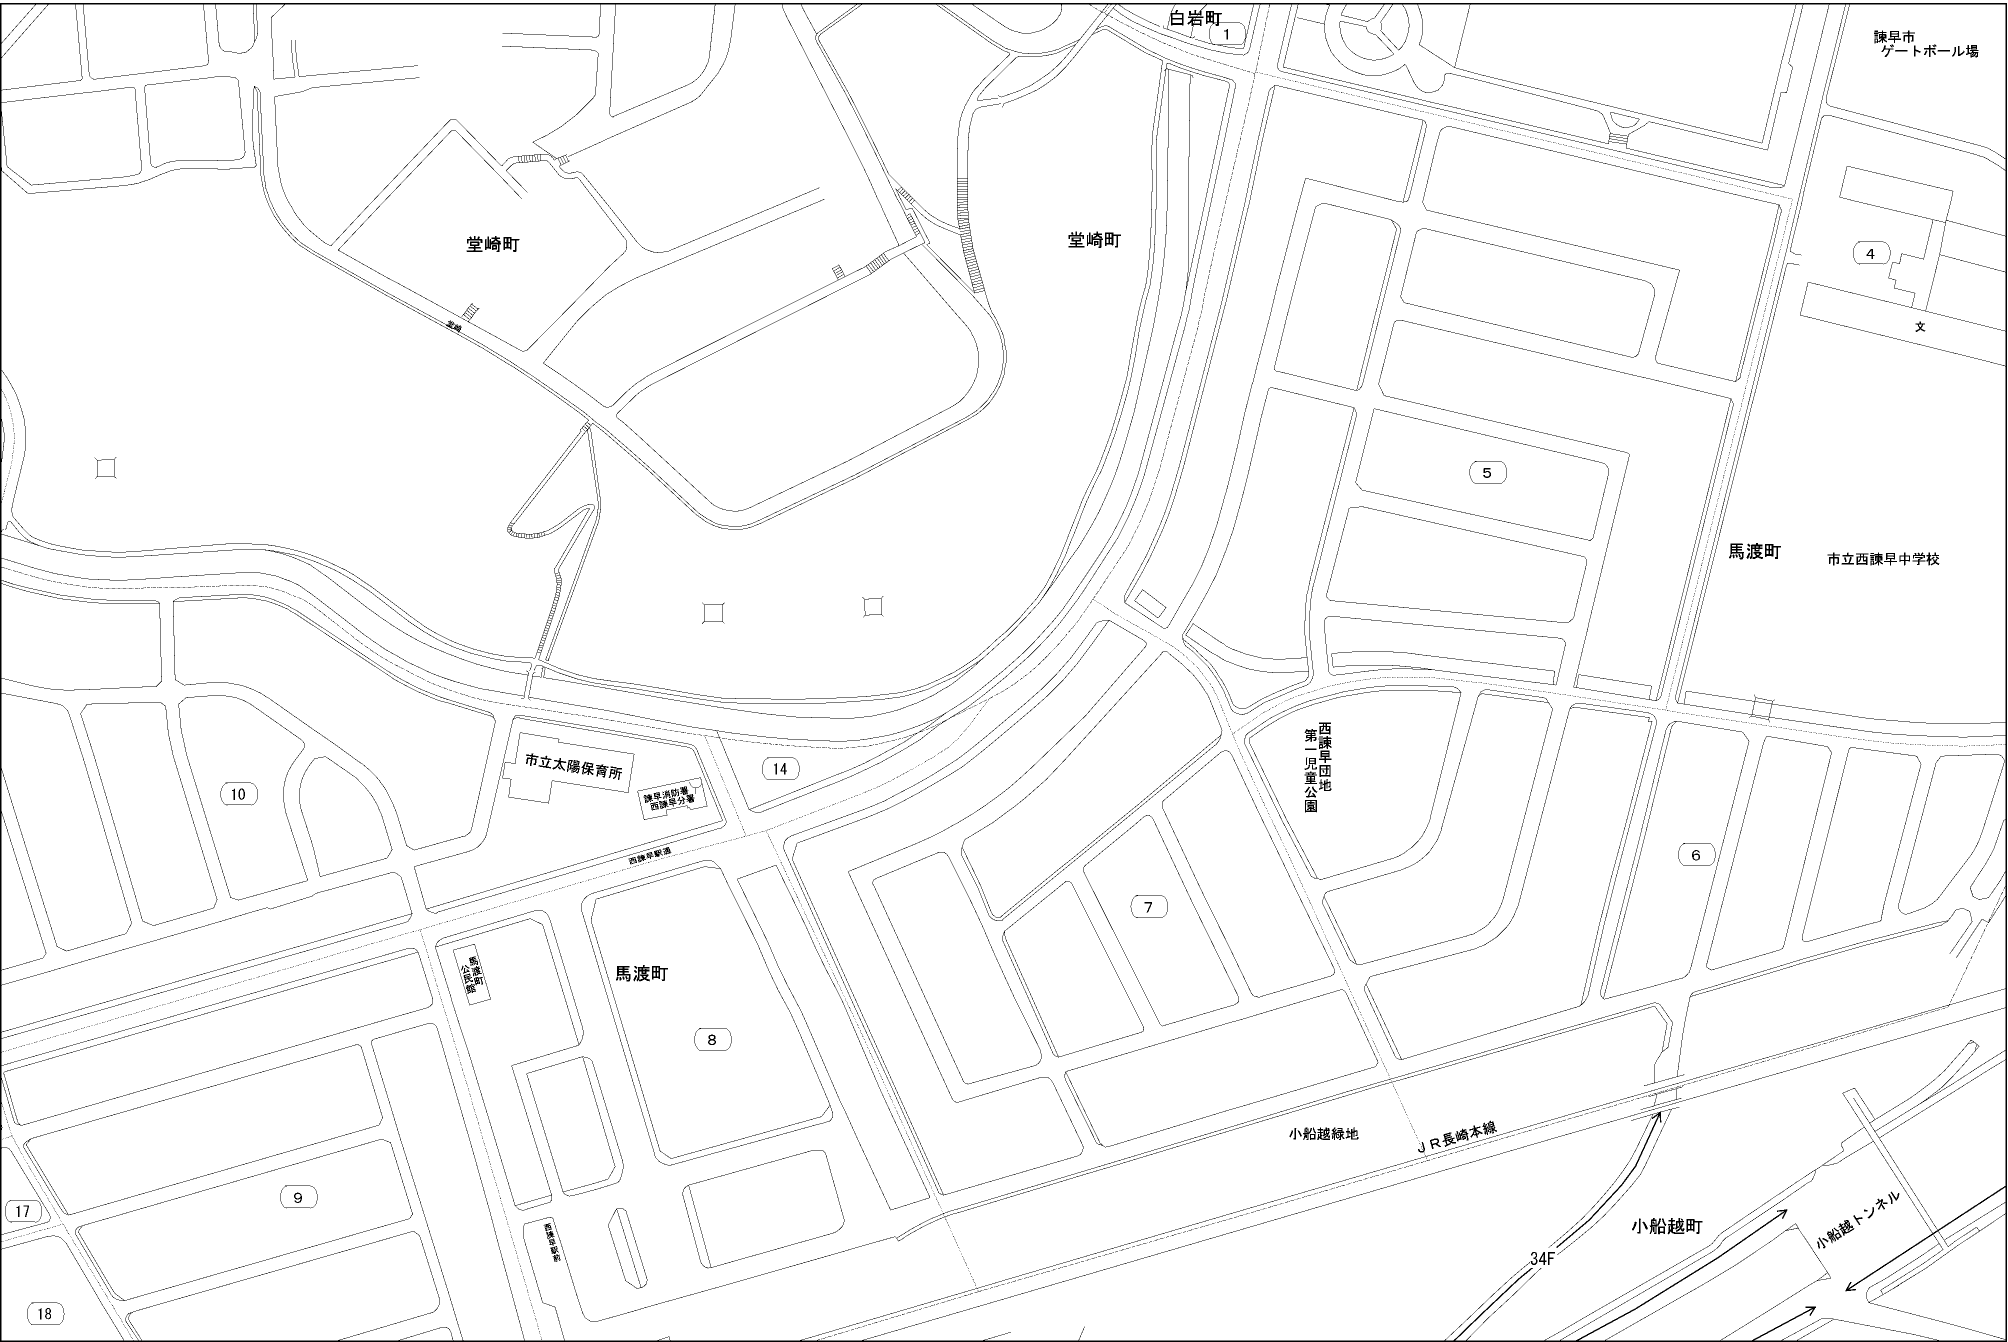 白岩町
1
諫早市
ゲートボール場
堂崎町
堂崎町
4
堂崎
文
5
馬渡町
市立西諫早中学校
西諫早団地
第一児童公園
市立太陽保育所
14
10
諫早消防署
西諫早分署
西諫早駅通
6
7
馬渡町
公民館
馬渡町
8
小船越緑地
JR長崎本線
9
17
西諫早駅前
小船越町
小船越トンネル
34F
18